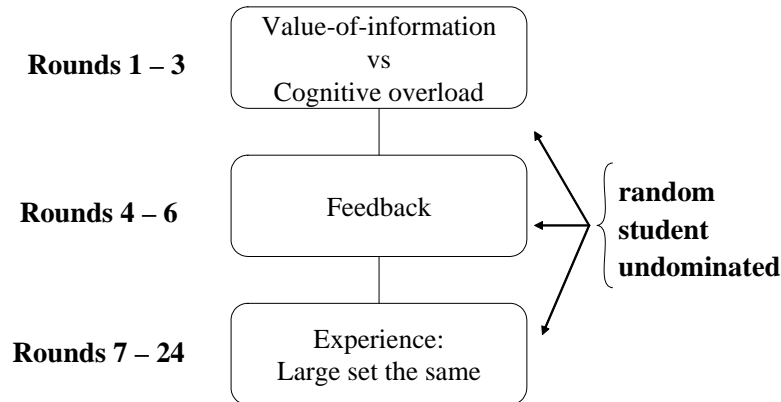 Value-of-information
vs
Cognitive overload
Rounds 1 – 3
Feedback
Rounds 4 – 6
random
student
undominated
Experience:
Large set the same
Rounds 7 – 24